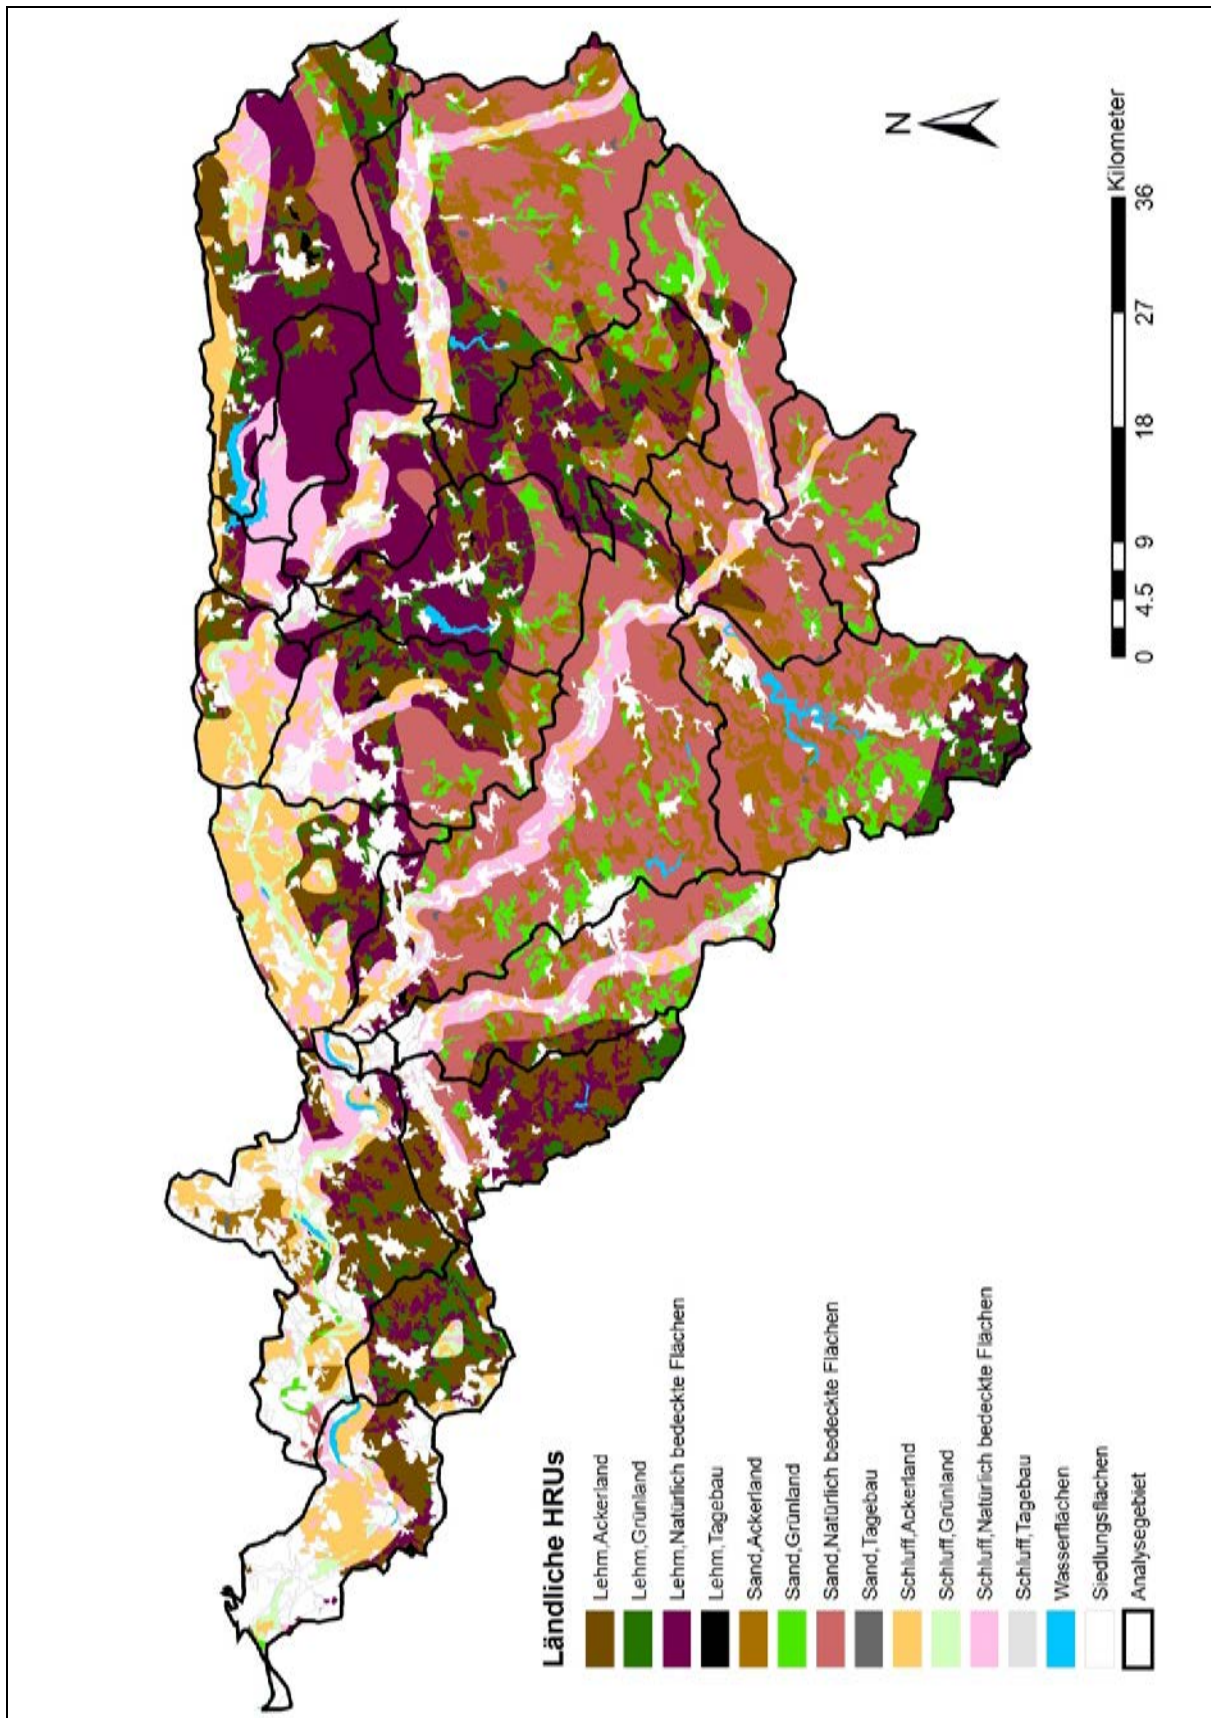 N
Kilometer
0 4.5 9 18 27 36
Ländliche HRUs
Lehm,Ackerland
Lehm,Grünland
Lehm,Natürlich bedeckte Flächen
Lehm,Tagebau
Sand,Ackerland
Sand,Grünland
Sand,Natürlich bedeckte Flächen
Sand,Tagebau
Schluff,Ackerland
Schluff,Grünland
Schluff,Natürlich bedeckte Flächen
Schluff,Tagebau
Wasserflächen
Siedlungsflächen
Analysegebiet